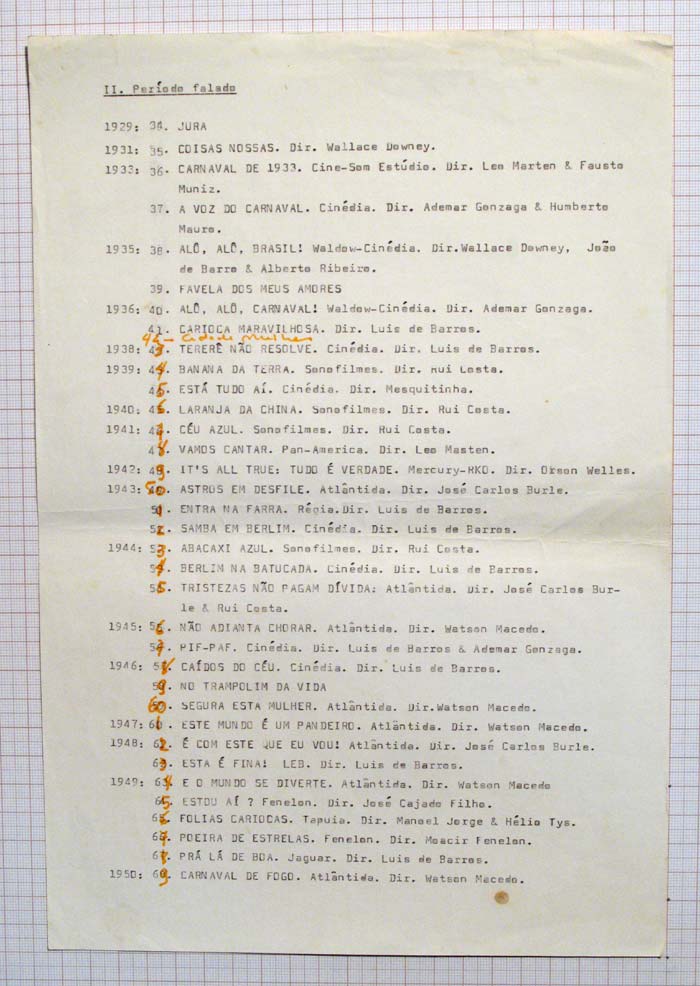 II. Período falado
1929: 34. JURA
1931: 35. COISAS NOSSAS. Dir. Wallace Downey.
1933: 36. CARNAVAL DE 1933. Cine-Som Estúdio. Dir. Leo Marten & Fausto
Muniz.
37. A VOZ DO CARNAVAL. Cinédia. Dir. Ademar Gonzaga & Humberto
Mauro.
1935: 38. ALÔ, ALÔ, BRASIL! Waldow-Cinédia. Dir.Wallace Downey, João
de Barro & Alberto Ribeiro.
39. FAVELA DOS MEUS AMORES
1936: 40. ALÔ, ALÔ, CARNAVAL! Waldow-Cinédia. Dir. Ademar Gonzaga.
41. CARIOCA MARAVILHOSA. Dir. Luis de Barros.
42 - Cidade Mulher
1938: 43. TERERÊ NÃO RESOLVE. Cinédia. Dir. Luis de Barros.
1939: 44. BANANA DA TERRA. Sonofilmes. Dir. Rui Costa.
45. ESTÁ TUDO AÍ. Cinédia. Dir. Mesquitinha.
1940: 46. LARANJA DA CHINA. Sonofilmes. Dir. Rui Costa.
1941: 47. CÉU AZUL. Sonofilmes. Dir. Rui Costa.
48. VAMOS CANTAR. Pan-America. Dir. Leo Masten.
1942: 49. IT'S ALL TRUE: TUDO É VERDADE. Mercury-RKO. Dir. Orson Welles.
1943: 50. ASTROS EM DESFILE. Atlântida. Dir. José Carlos Burle.
51. ENTRA NA FARRA. Régia.Dir. Luis de Barros.
52. SAMBA EM BERLIM. Cinédia. Dir. Luis de Barros.
1944: 53. ABACAXI AZUL. Sonofilmes. Dir. Rui Costa.
54. BERLIM NA BATUCADA. Cinédia. Dir. Luis de Barros.
55. TRISTEZAS NÃO PAGAM DÍVIDA: Atlântida. Dir. José Carlos Bur-
le & Rui Costa.
1945: 56. NÃO ADIANTA CHORAR. Atlântida. Dir. Watson Macedo.
57. PIF-PAF. Cinédia. Dir. Luis de Barros & Ademar Gonzaga.
1946: 58. CAÍDOS DO CÉU. Cinédia. Dir. Luis de Barros.
59. NO TRAMPOLIM DA VIDA
60. SEGURA ESTA MULHER. Atlântida. Dir.Watson Macedo.
1947: 61. ESTE MUNDO É UM PANDEIRO. Atlântida. Dir. Watson Macedo.
1948: 62. É COM ESTE QUE EU VOU! Atlântida. Dir. José Carlos Burle.
63. ESTA É FINA! LEB. Dir. Luis de Barros.
1949: 64. E O MUNDO SE DIVERTE. Atlântida. Dir. Watson Macedo
65. ESTOU AÍ ? Fenelon. Dir. José Cajado Filho.
66. FOLIAS CARIOCAS. Tapuia. Dir. Manoel Jorge & Hélio Tys.
67. POEIRA DE ESTRELAS. Fenelon. Dir. Moacir Fenelon.
68. PRÁ LÁ DE BOA. Jaguar. Dir. Luis de Barros.
1950: 69. CARNAVAL DE FOGO. Atlântida. Dir. Watson Macedo.